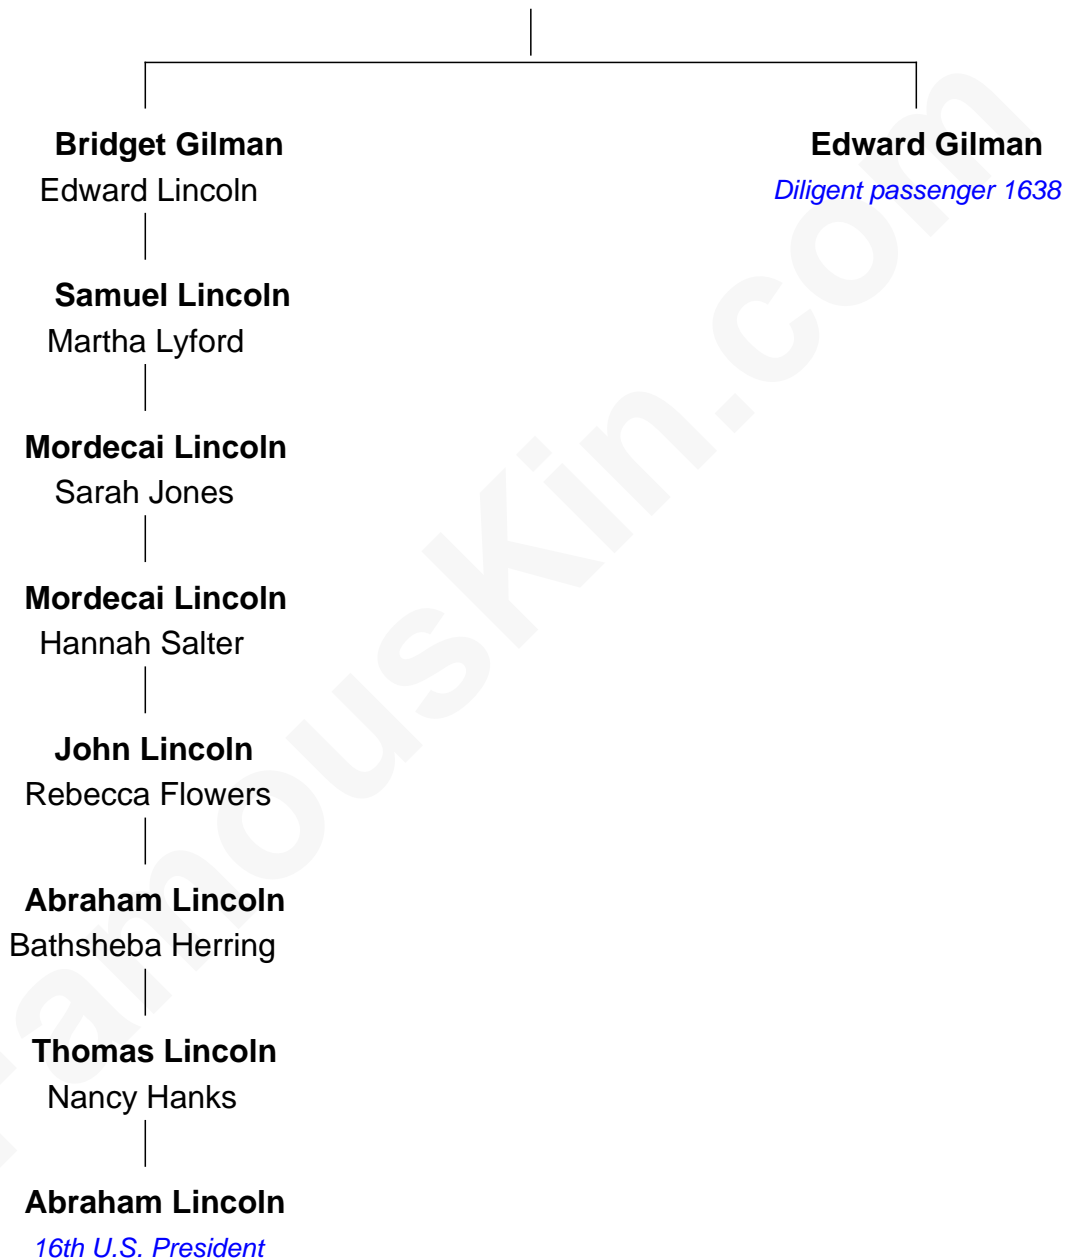 Bridget Gilman
Edward Lincoln
Edward Gilman
Diligent passenger 1638
Samuel Lincoln
Martha Lyford
Mordecai Lincoln
Sarah Jones
Mordecai Lincoln
Hannah Salter
John Lincoln
Rebecca Flowers
Abraham Lincoln
Bathsheba Herring
Thomas Lincoln
Nancy Hanks
Abraham Lincoln
16th U.S. President
FamousKin.com